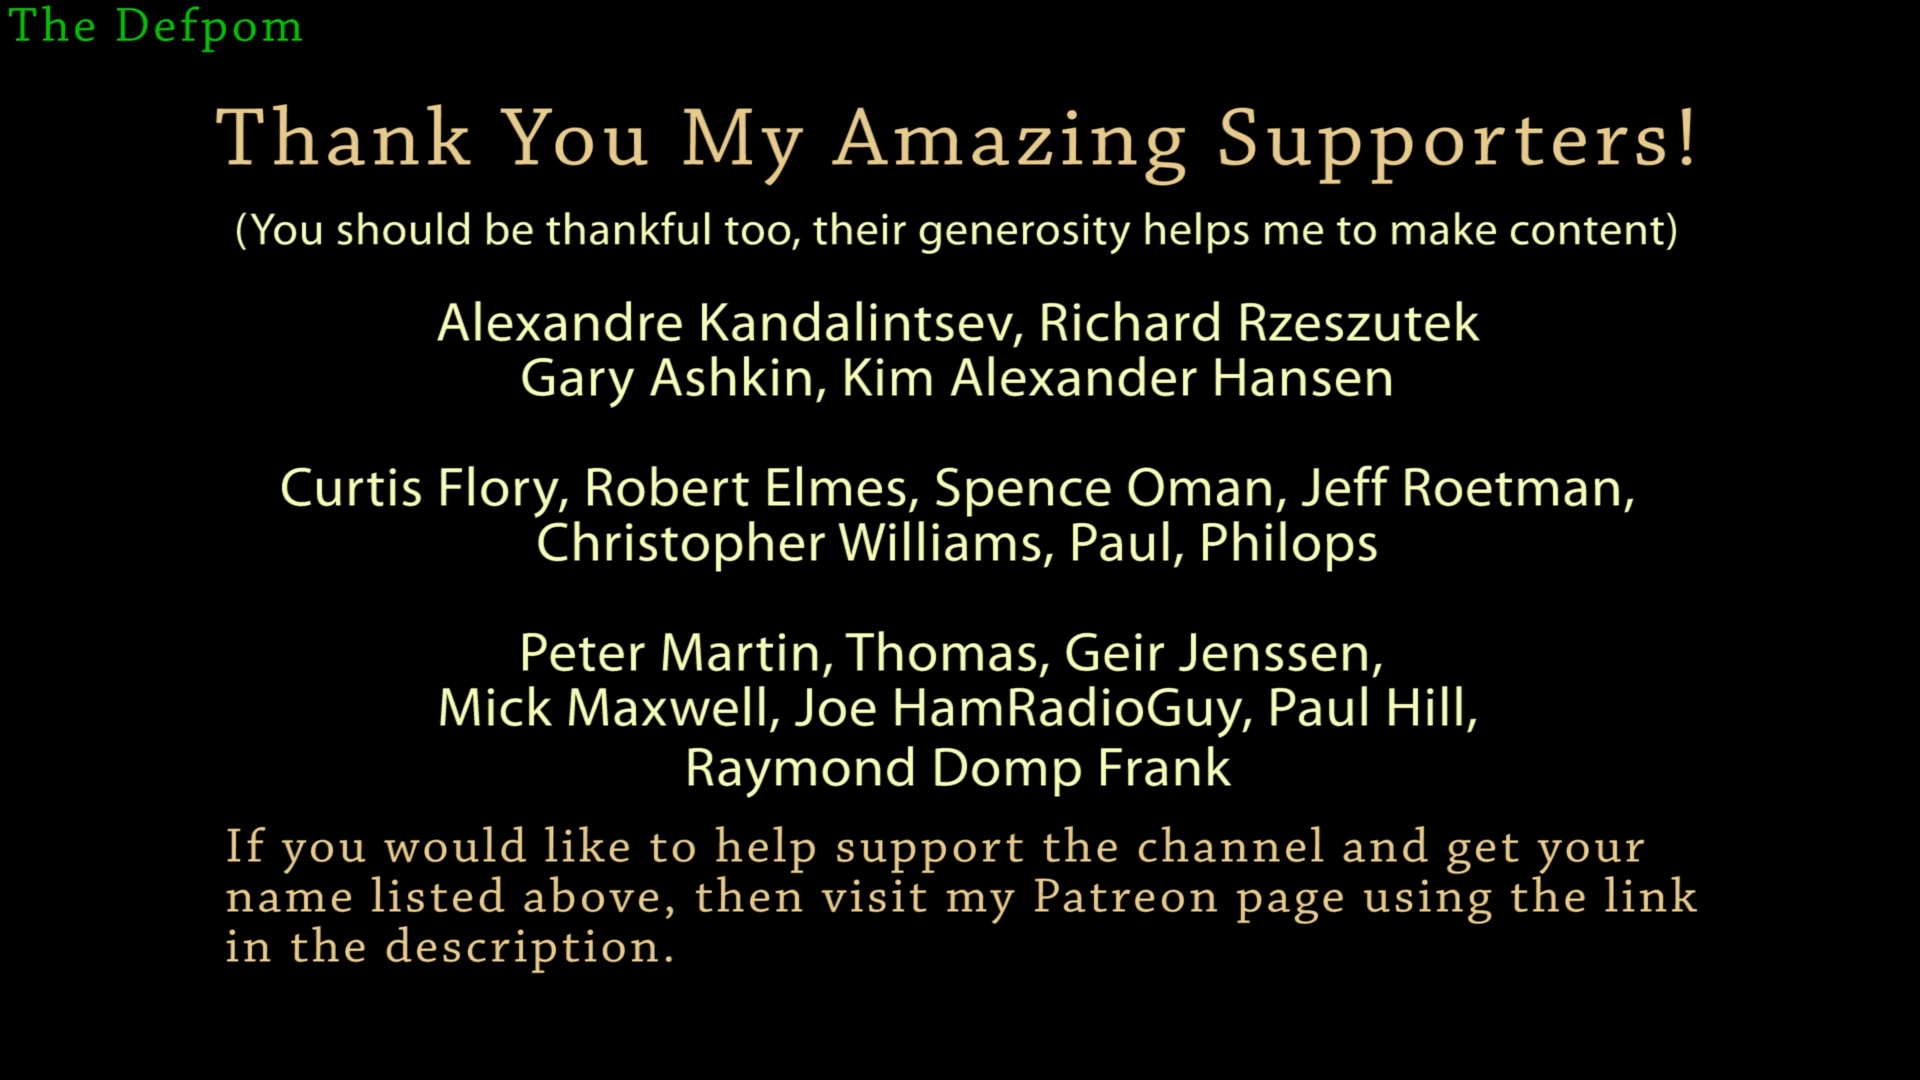 The Defpom
Thank You My Amazing Supporters!
(You should be thankful too, their generosity helps me to make content)
Alexandre Kandalintsev, Richard Rzeszutek
Gary Ashkin, Kim Alexander Hansen
Curtis Flory, Robert Elmes, Spence Oman, Jeff Roetman,
Christopher Williams, Paul, Philops
Peter Martin, Thomas, Geir Jenssen,
Mick Maxwell, Joe HamRadioGuy, Paul Hill,
Raymond Domp Frank
If you would like to help support the channel and get your
name listed above, then visit my Patreon page using the link
in the description.